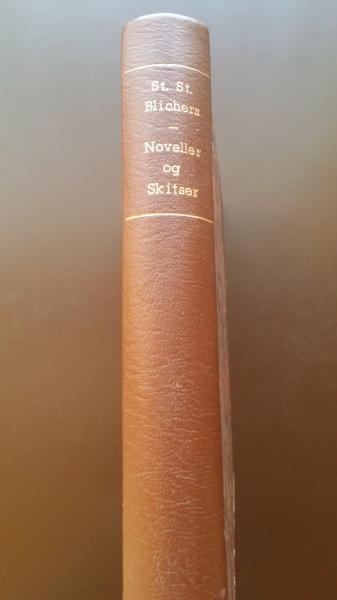 St. St.
Blichers
—
Noveller
og
Skitser